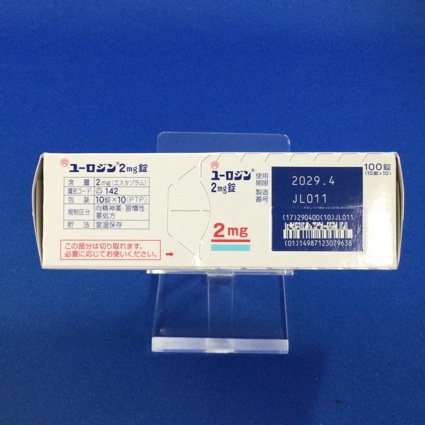 向 ユーロジン® 2mg錠
含量 2mg(エスタゾラム)
識別コード 142
包装 10錠×10(PTP)
規制区分 向精神薬・習慣性 要処方
貯法 室温保存
この部分は切り取れます。
必要に応じてお使いください。 →
向 ユーロジン®
2mg錠
2mg
使用
期限
2029.4
製造
番号
JL011
(17)290400(10)JL011
(01)14987123079638
100錠
(10錠×10)